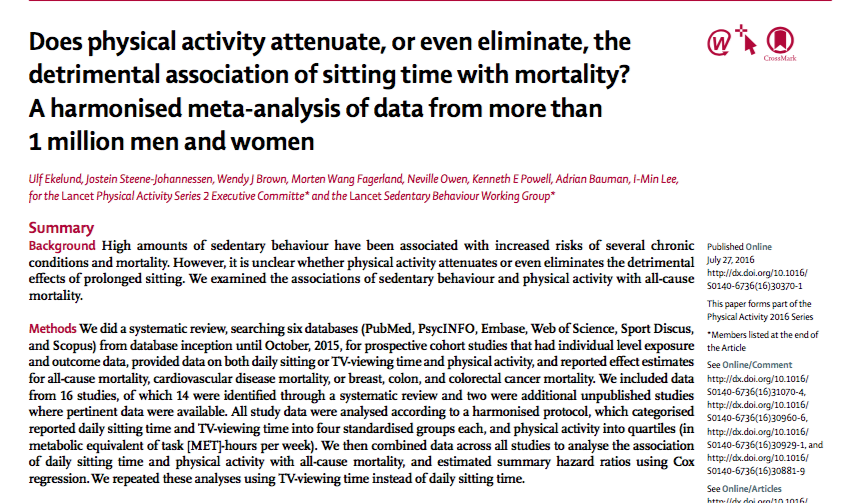 Does physical activity attenuate, or even eliminate, the
detrimental association of sitting time with mortality?
A harmonised meta-analysis of data from more than
1 million men and women
W
CrossMark
Ulf Ekelund, Jostein Steene-Johannessen, Wendy J Brown, Morten Wang Fagerland, Neville Owen, Kenneth E Powell, Adrian Bauman, I-Min Lee,
for the Lancet Physical Activity Series 2 Executive Committe* and the Lancet Sedentary Behaviour Working Group*
Summary
Background High amounts of sedentary behaviour have been associated with increased risks of several chronic
conditions and mortality. However, it is unclear whether physical activity attenuates or even eliminates the detrimental
effects of prolonged sitting. We examined the associations of sedentary behaviour and physical activity with all-cause
mortality.
Methods We did a systematic review, searching six databases (PubMed, PsycINFO, Embase, Web of Science, Sport Discus,
and Scopus) from database inception until October, 2015, for prospective cohort studies that had individual level exposure
and outcome data, provided data on both daily sitting or TV-viewing time and physical activity, and reported effect estimates
for all-cause mortality, cardiovascular disease mortality, or breast, colon, and colorectal cancer mortality. We included data
from 16 studies, of which 14 were identified through a systematic review and two were additional unpublished studies
where pertinent data were available. All study data were analysed according to a harmonised protocol, which categorised
reported daily sitting time and TV-viewing time into four standardised groups each, and physical activity into quartiles (in
metabolic equivalent of task [MET]-hours per week). We then combined data across all studies to analyse the association
of daily sitting time and physical activity with all-cause mortality, and estimated summary hazard ratios using Cox
regression. We repeated these analyses using TV-viewing time instead of daily sitting time.
Published Online
July 27, 2016
http://dx.doi.org/10.1016/
S0140-6736(16)30370-1
This paper forms part of the
Physical Activity 2016 Series
*Members listed at the end of
the Article
See Online/Comment
http://dx.doi.org/10.1016/
S0140-6736(16)31070-4,
http://dx.doi.org/10.1016/
S0140-6736(16)30960-6,
http://dx.doi.org/10.1016/
S0140-6736(16)30929-1, and
http://dx.doi.org/10.1016/
S0140-6736(16)30881-9
See Online/Articles
http://dx.doi.org/10.1016/